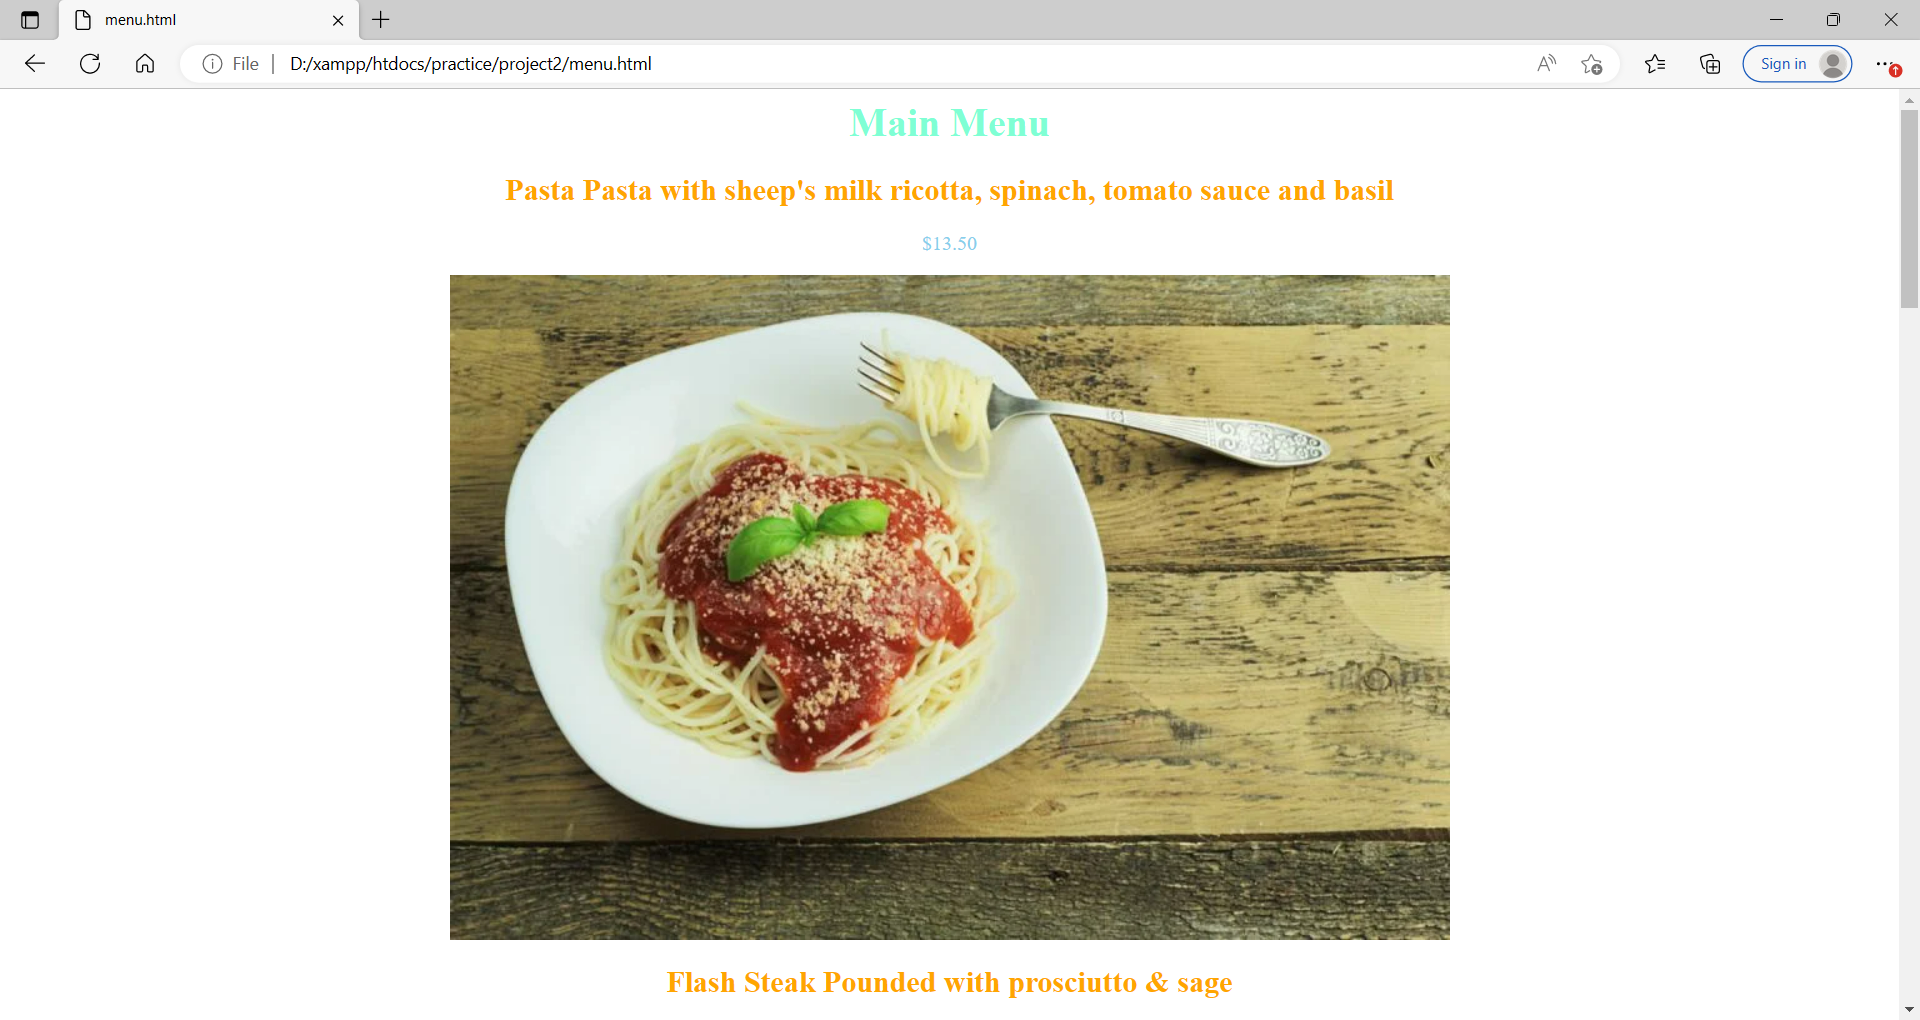 menu.html
File
D:/xampp/htdocs/practice/project2/menu.html
Sign in
Main Menu
Pasta Pasta with sheep's milk ricotta, spinach, tomato sauce and basil
$13.50
Flash Steak Pounded with prosciutto & sage